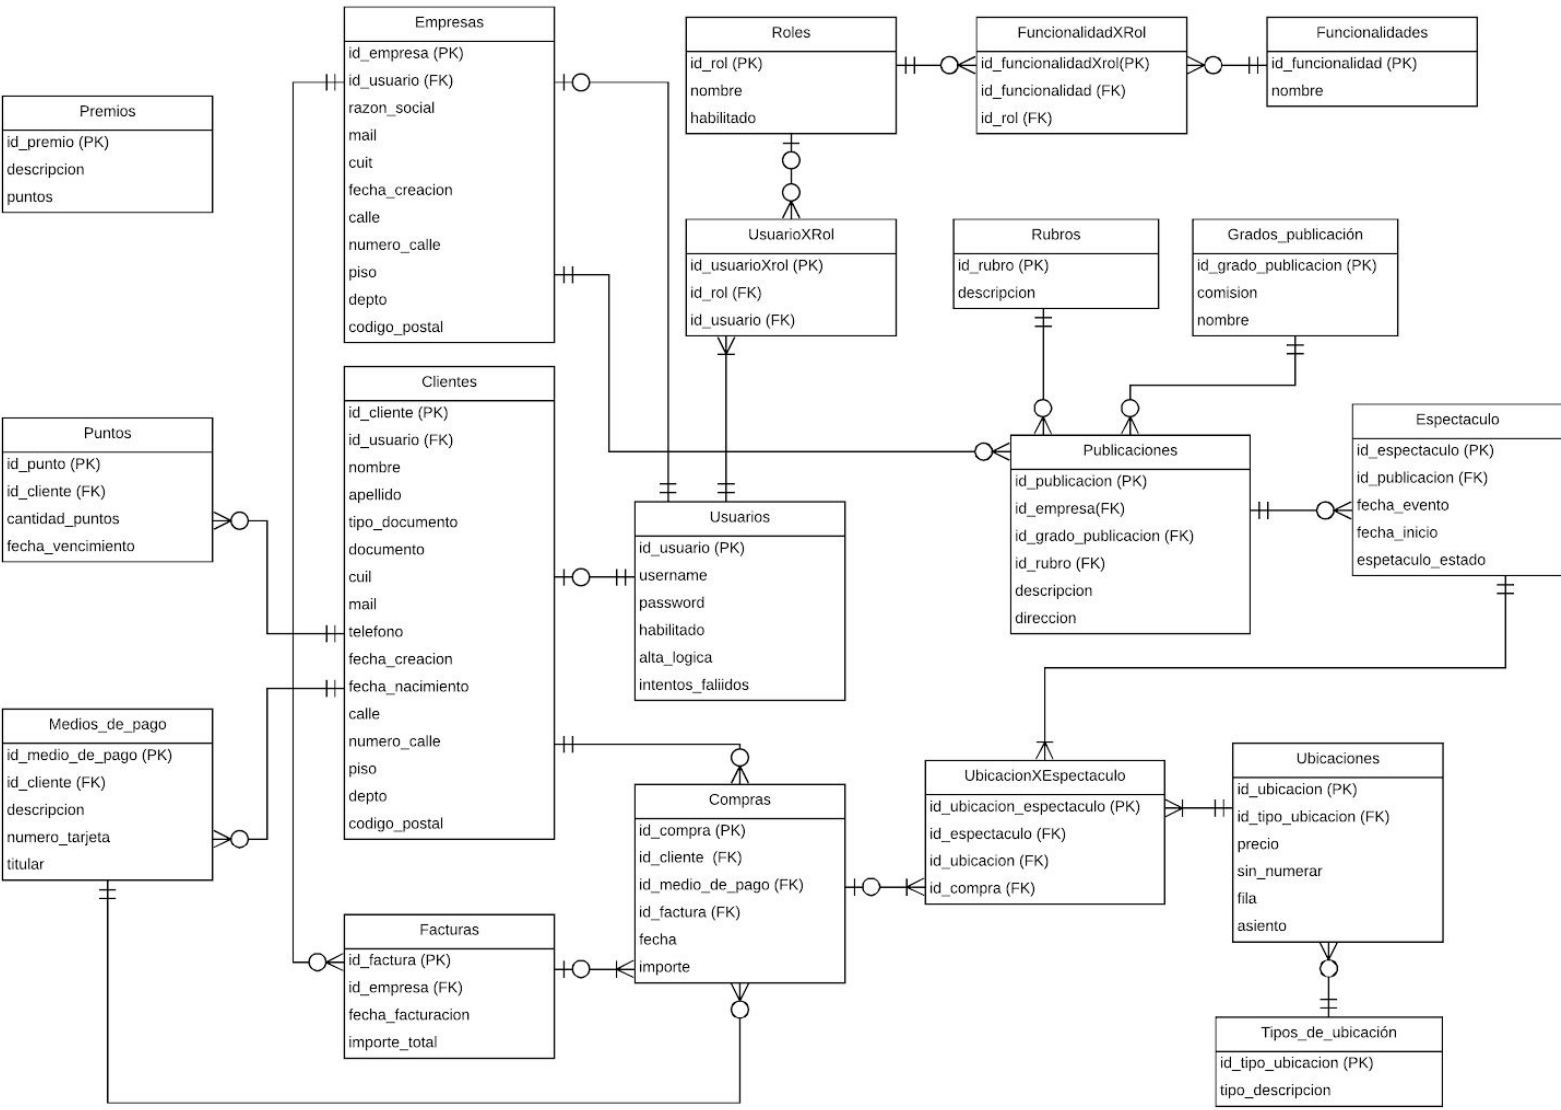 Empresas
id_empresa (PK)
id_usuario (FK)
razon_social
mail
cuit
fecha_creacion
calle
numero_calle
piso
depto
codigo_postal
Roles
id_rol (PK)
nombre
habilitado
FuncionalidadXRol
id_funcionalidadXrol(PK)
id_funcionalidad (FK)
id_rol (FK)
Funcionalidades
id_funcionalidad (PK)
nombre
Premios
id_premio (PK)
descripcion
puntos
UsuarioXRol
id_usuarioXrol (PK)
id_rol (FK)
id_usuario (FK)
Rubros
id_rubro (PK)
descripcion
Grados_publicación
id_grado_publicacion (PK)
comision
nombre
Clientes
id_cliente (PK)
id_usuario (FK)
nombre
apellido
tipo_documento
documento
cuil
mail
telefono
fecha_creacion
fecha_nacimiento
calle
numero_calle
piso
depto
codigo_postal
Puntos
id_punto (PK)
id_cliente (FK)
cantidad_puntos
fecha_vencimiento
Usuarios
id_usuario (PK)
username
password
habilitado
alta_logica
intentos_faliidos
Publicaciones
id_publicacion (PK)
id_empresa(FK)
id_grado_publicacion (FK)
id_rubro (FK)
descripcion
direccion
Espectaculo
id_espectaculo (PK)
id_publicacion (FK)
fecha_evento
fecha_inicio
espetaculo_estado
Medios_de_pago
id_medio_de_pago (PK)
id_cliente (FK)
descripcion
numero_tarjeta
titular
Compras
id_compra (PK)
id_cliente  (FK)
id_medio_de_pago (FK)
id_factura (FK)
fecha
importe
UbicacionXEspectaculo
id_ubicacion_espectaculo (PK)
id_espectaculo (FK)
id_ubicacion (FK)
id_compra (FK)
Ubicaciones
id_ubicacion (PK)
id_tipo_ubicacion (FK)
precio
sin_numerar
fila
asiento
Facturas
id_factura (PK)
id_empresa (FK)
fecha_facturacion
importe_total
Tipos_de_ubicación
id_tipo_ubicacion (PK)
tipo_descripcion